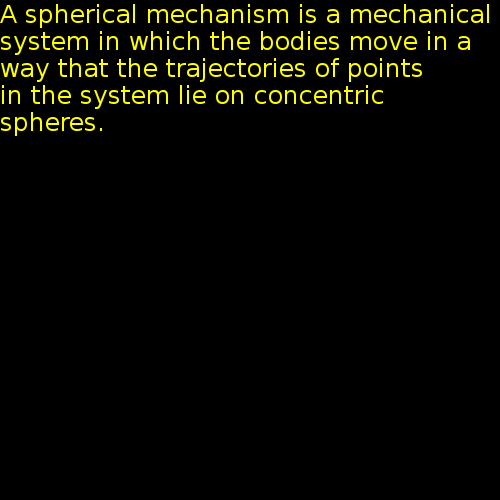 A spherical mechanism is a mechanical
system in which the bodies move in a
way that the trajectories of points
in the system lie on concentric
spheres.